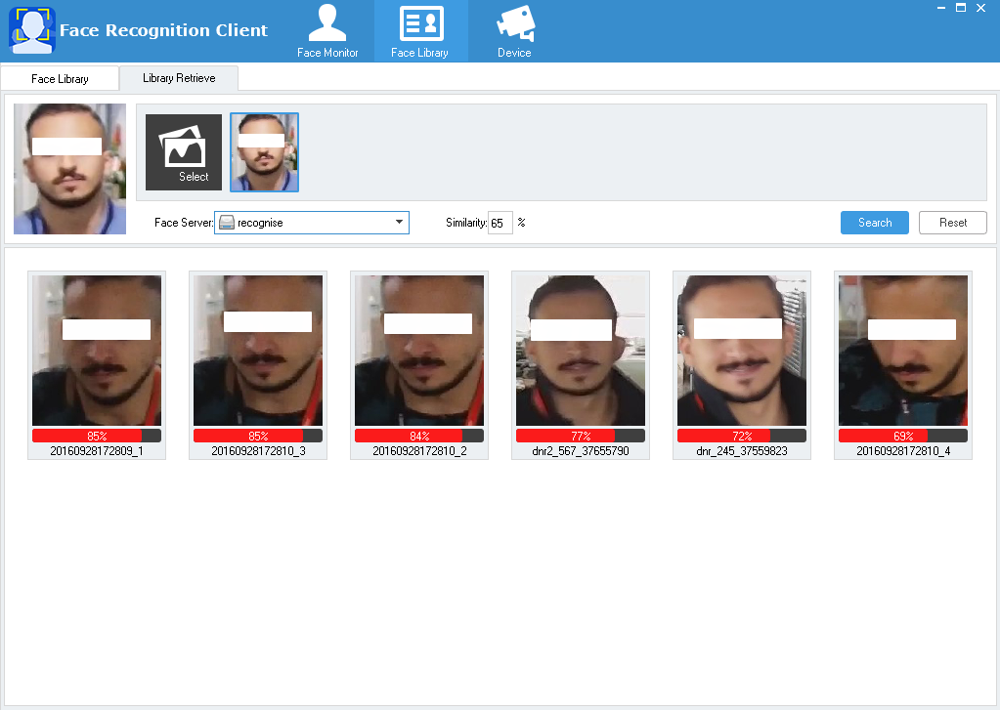 Face Recognition Client
Face Monitor
Face Library
Device
Face Library
Library Retrieve
Select
Face Server:
recognise
Similarity:
65
%
Search
Reset
85%
85%
84%
77%
72%
69%
20160928172809_1
20160928172810_3
20160928172810_2
dnr2_567_37655790
dnr_245_37559823
20160928172810_4